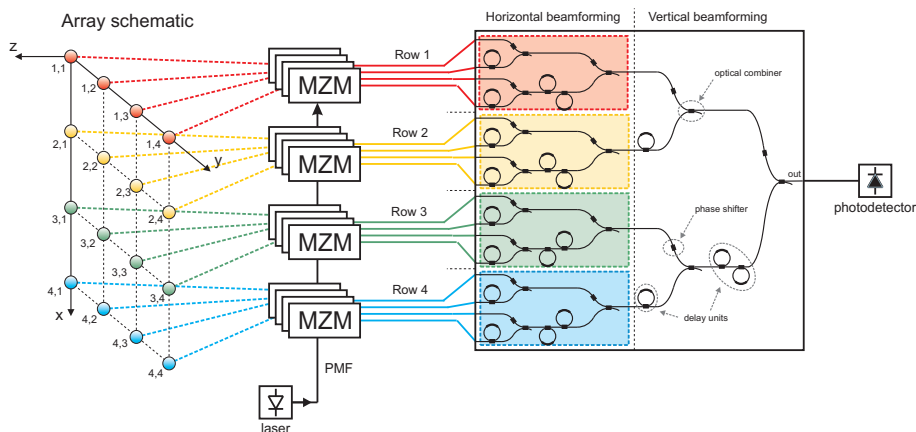 Array schematic
Horizontal beamforming
Vertical beamforming
z
1,1
1,2
1,3
1,4
y
2,1
2,2
2,3
2,4
3,1
3,2
3,3
3,4
4,1
x
4,2
4,3
4,4
MZM
MZM
MZM
MZM
Row 1
Row 2
Row 3
Row 4
PMF
laser
optical combiner
phase shifter
delay units
out
photodetector